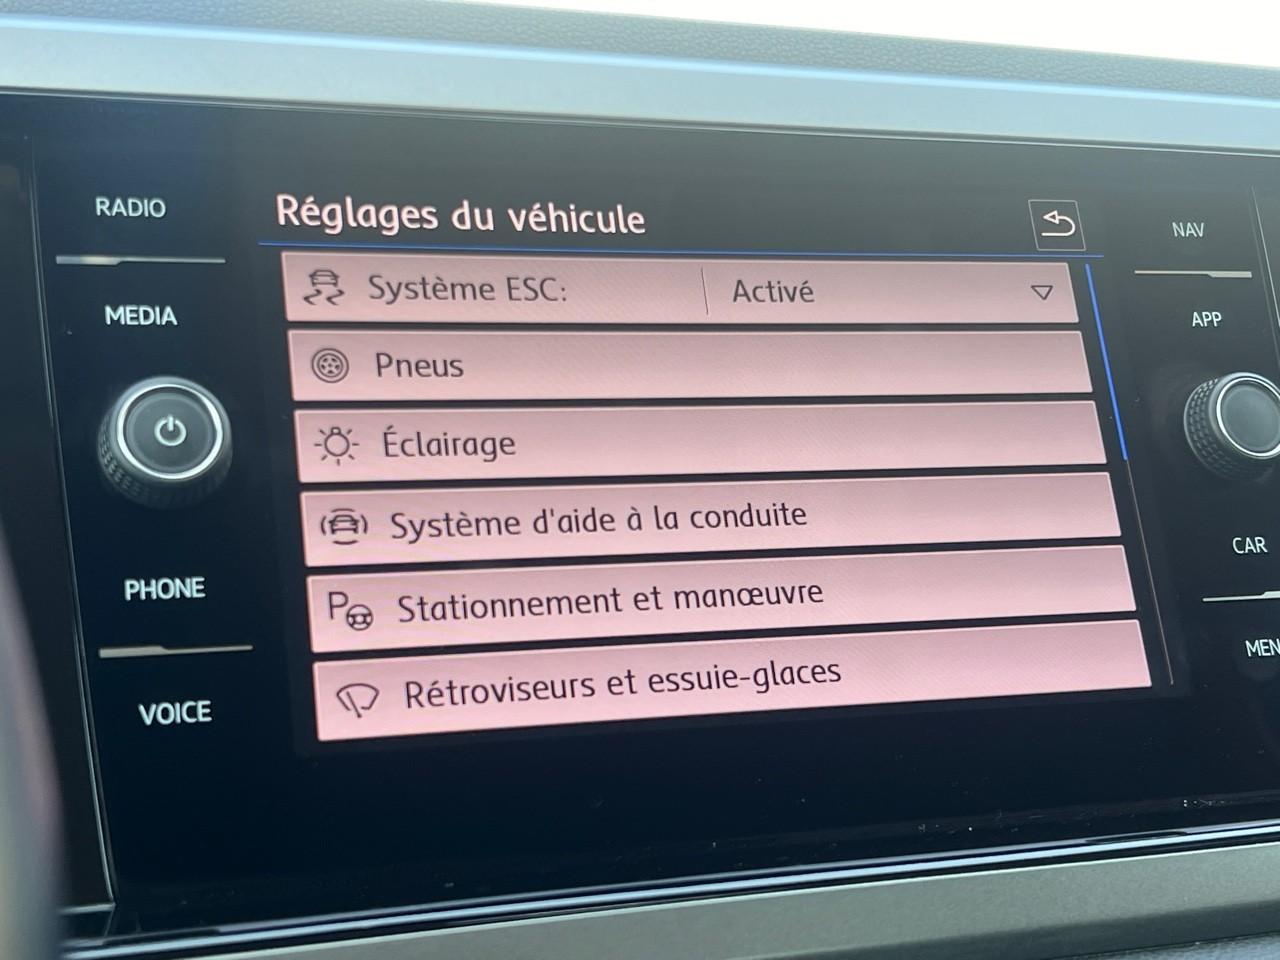 RADIO
MEDIA
PHONE
VOICE
Réglages du véhicule
Système ESC: Activé
Pneus
Éclairage
Système d'aide à la conduite
P Stationnement et manœuvre
Rétroviseurs et essuie-glaces
NAV
APP
CAR
MEN